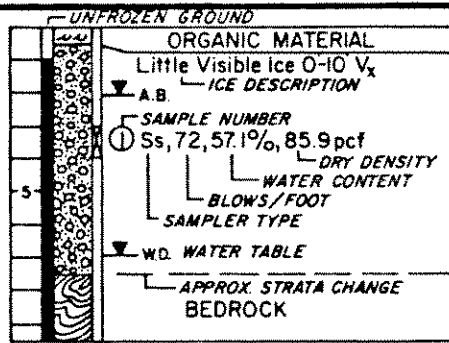 UNFROZEN GROUND
ORGANIC MATERIAL
Little Visible Ice 0-10' Vx
ICE DESCRIPTION
A.B.
SAMPLE NUMBER
1 Ss, 72, 57.1%, 85.9 pcf
DRY DENSITY
WATER CONTENT
5
BLOWS/FOOT
SAMPLER TYPE
W.D. WATER TABLE
APPROX. STRATA CHANGE
BEDROCK